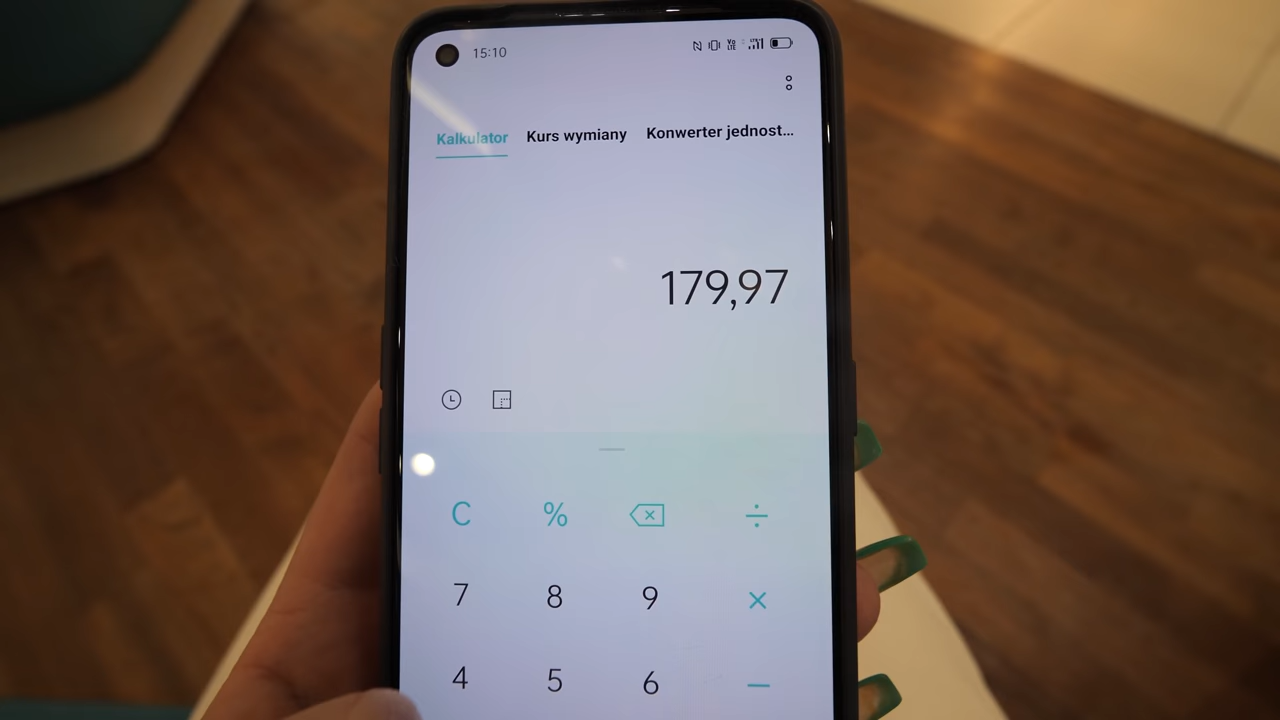 15:10
Kalkulator Kurs wymiany Konwerter jednost...
179,97
C % ÷
7 8 9 ×
4 5 6 −